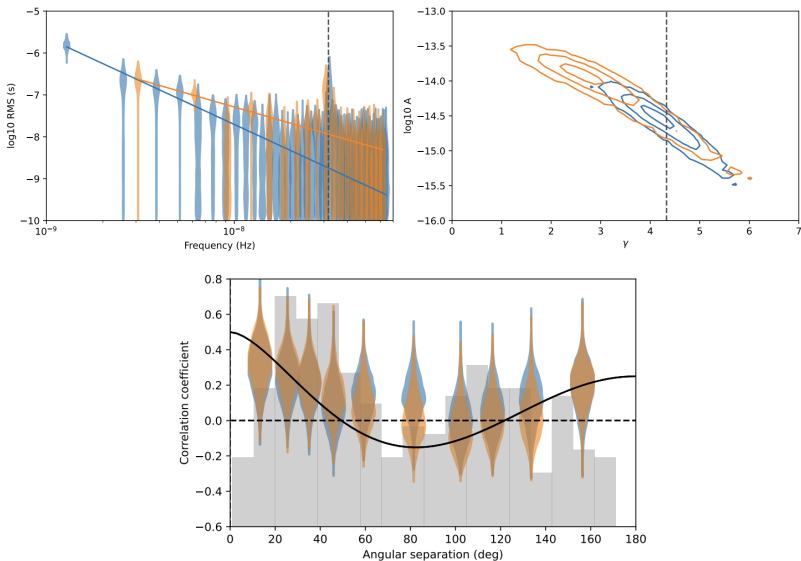 −5
−6
−7
−8
−9
−10
log10 RMS (s)
10⁻⁹
10⁻⁸
Frequency (Hz)
−13.0
−13.5
−14.0
−14.5
−15.0
−15.5
−16.0
log10 A
0 1 2 3 4 5 6 7
γ
0.8
0.6
0.4
0.2
0.0
−0.2
−0.4
−0.6
Correlation coefficient
0 20 40 60 80 100 120 140 160 180
Angular separation (deg)